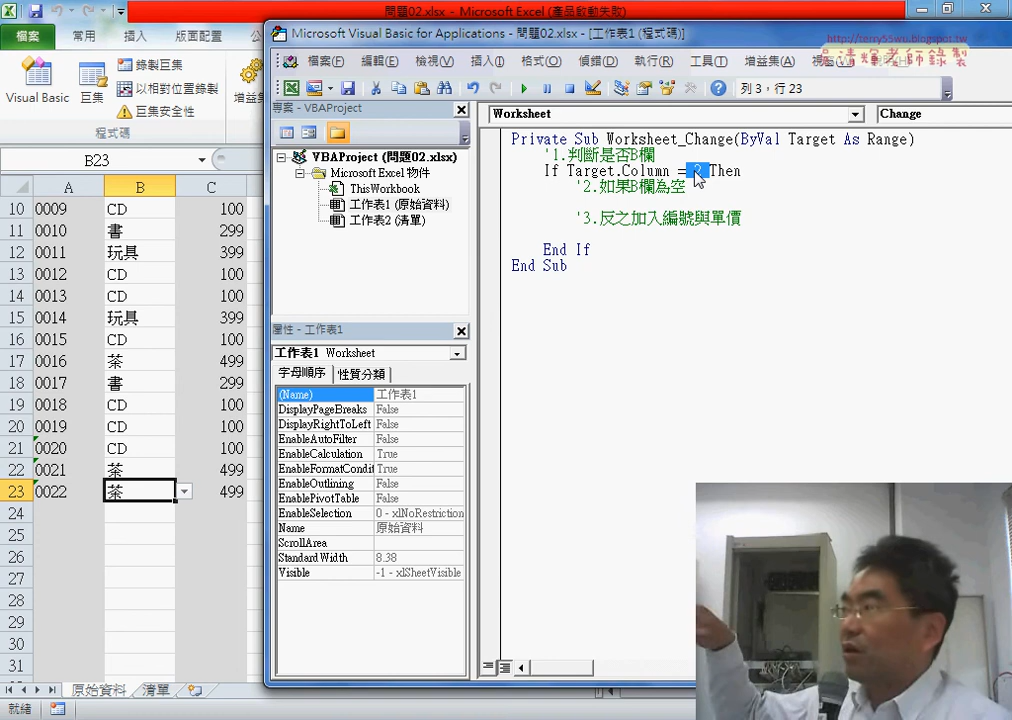 問題02.xlsx - Microsoft Excel (產品啟動失敗)
Microsoft Visual Basic for Applications - 問題02.xlsx - [工作表1 (程式碼)]
http://terry55wu.blogspot.tw
吳清輝老師錄製
檔案 常用 插入 版面配置 公
檔案(F) 編輯(E) 檢視(V) 插入(I) 格式(O) 偵錯(D) 執行(R) 工具(T) 增益集(A)
列 3，行 23
Visual Basic
巨集
錄製巨集
以相對位置錄製
巨集安全性
增益集
程式碼
B23
A B C
10 0009 CD 100
11 0010 書 299
12 0011 玩具 399
13 0012 CD 100
14 0013 CD 100
15 0014 玩具 399
16 0015 CD 100
17 0016 茶 499
18 0017 書 299
19 0018 CD 100
20 0019 CD 100
21 0020 CD 100
22 0021 茶 499
23 0022 茶 499
24
25
26
27
28
29
30
31
原始資料 清單
就緒
專案 - VBAProject
VBAProject (問題02.xlsx)
Microsoft Excel 物件
ThisWorkbook
工作表1 (原始資料)
工作表2 (清單)
屬性 - 工作表1
工作表1 Worksheet
字母順序 性質分類
(Name) 工作表1
DisplayPageBreaks False
DisplayRightToLeft False
EnableAutoFilter False
EnableCalculation True
EnableFormatCondit True
EnableOutlining False
EnablePivotTable False
EnableSelection 0 - xlNoRestriction
Name 原始資料
ScrollArea
StandardWidth 8.38
Visible -1 - xlSheetVisible
Worksheet
Change
Private Sub Worksheet_Change(ByVal Target As Range)
'1.判斷是否B欄
If Target.Column = 2 Then
'2.如果B欄為空
'3.反之加入編號與單價
End If
End Sub